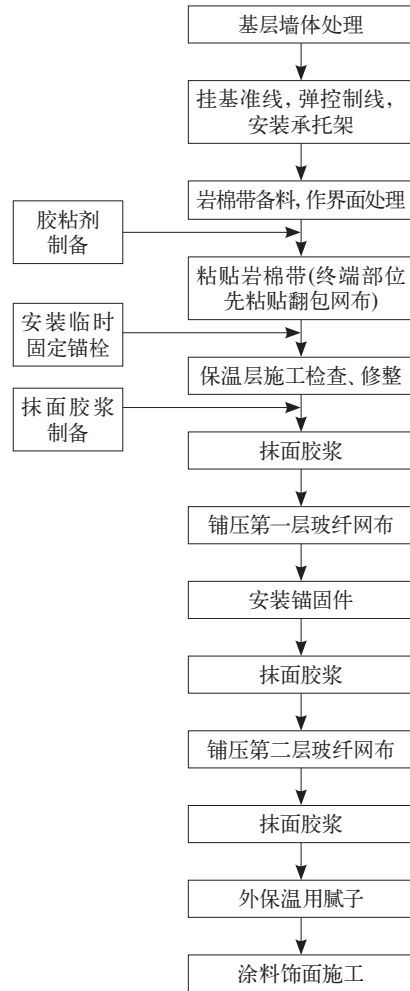 基层墙体处理
挂基准线，弹控制线，
安装承托架
岩棉带备料，作界面处理
胶粘剂
制备
粘贴岩棉带(终端部位
先粘贴翻包网布)
安装临时
固定锚栓
保温层施工检查、修整
抹面胶浆
制备
抹面胶浆
铺压第一层玻纤网布
安装锚固件
抹面胶浆
铺压第二层玻纤网布
抹面胶浆
外保温用腻子
涂料饰面施工